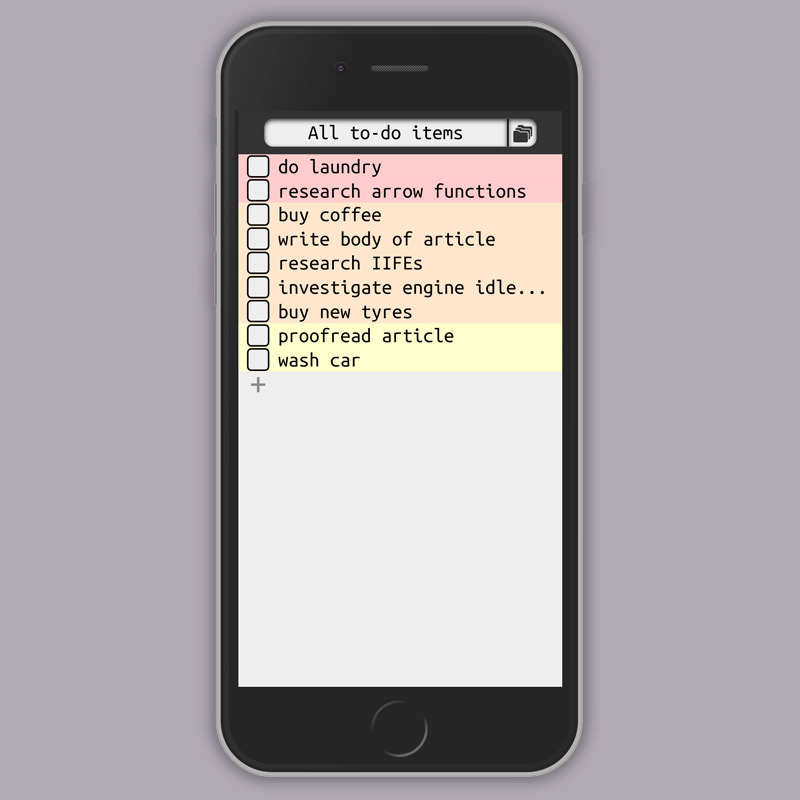 All to-do items
do laundry
research arrow functions
buy coffee
write body of article
research IIFEs
investigate engine idle...
buy new tyres
proofread article
wash car
+